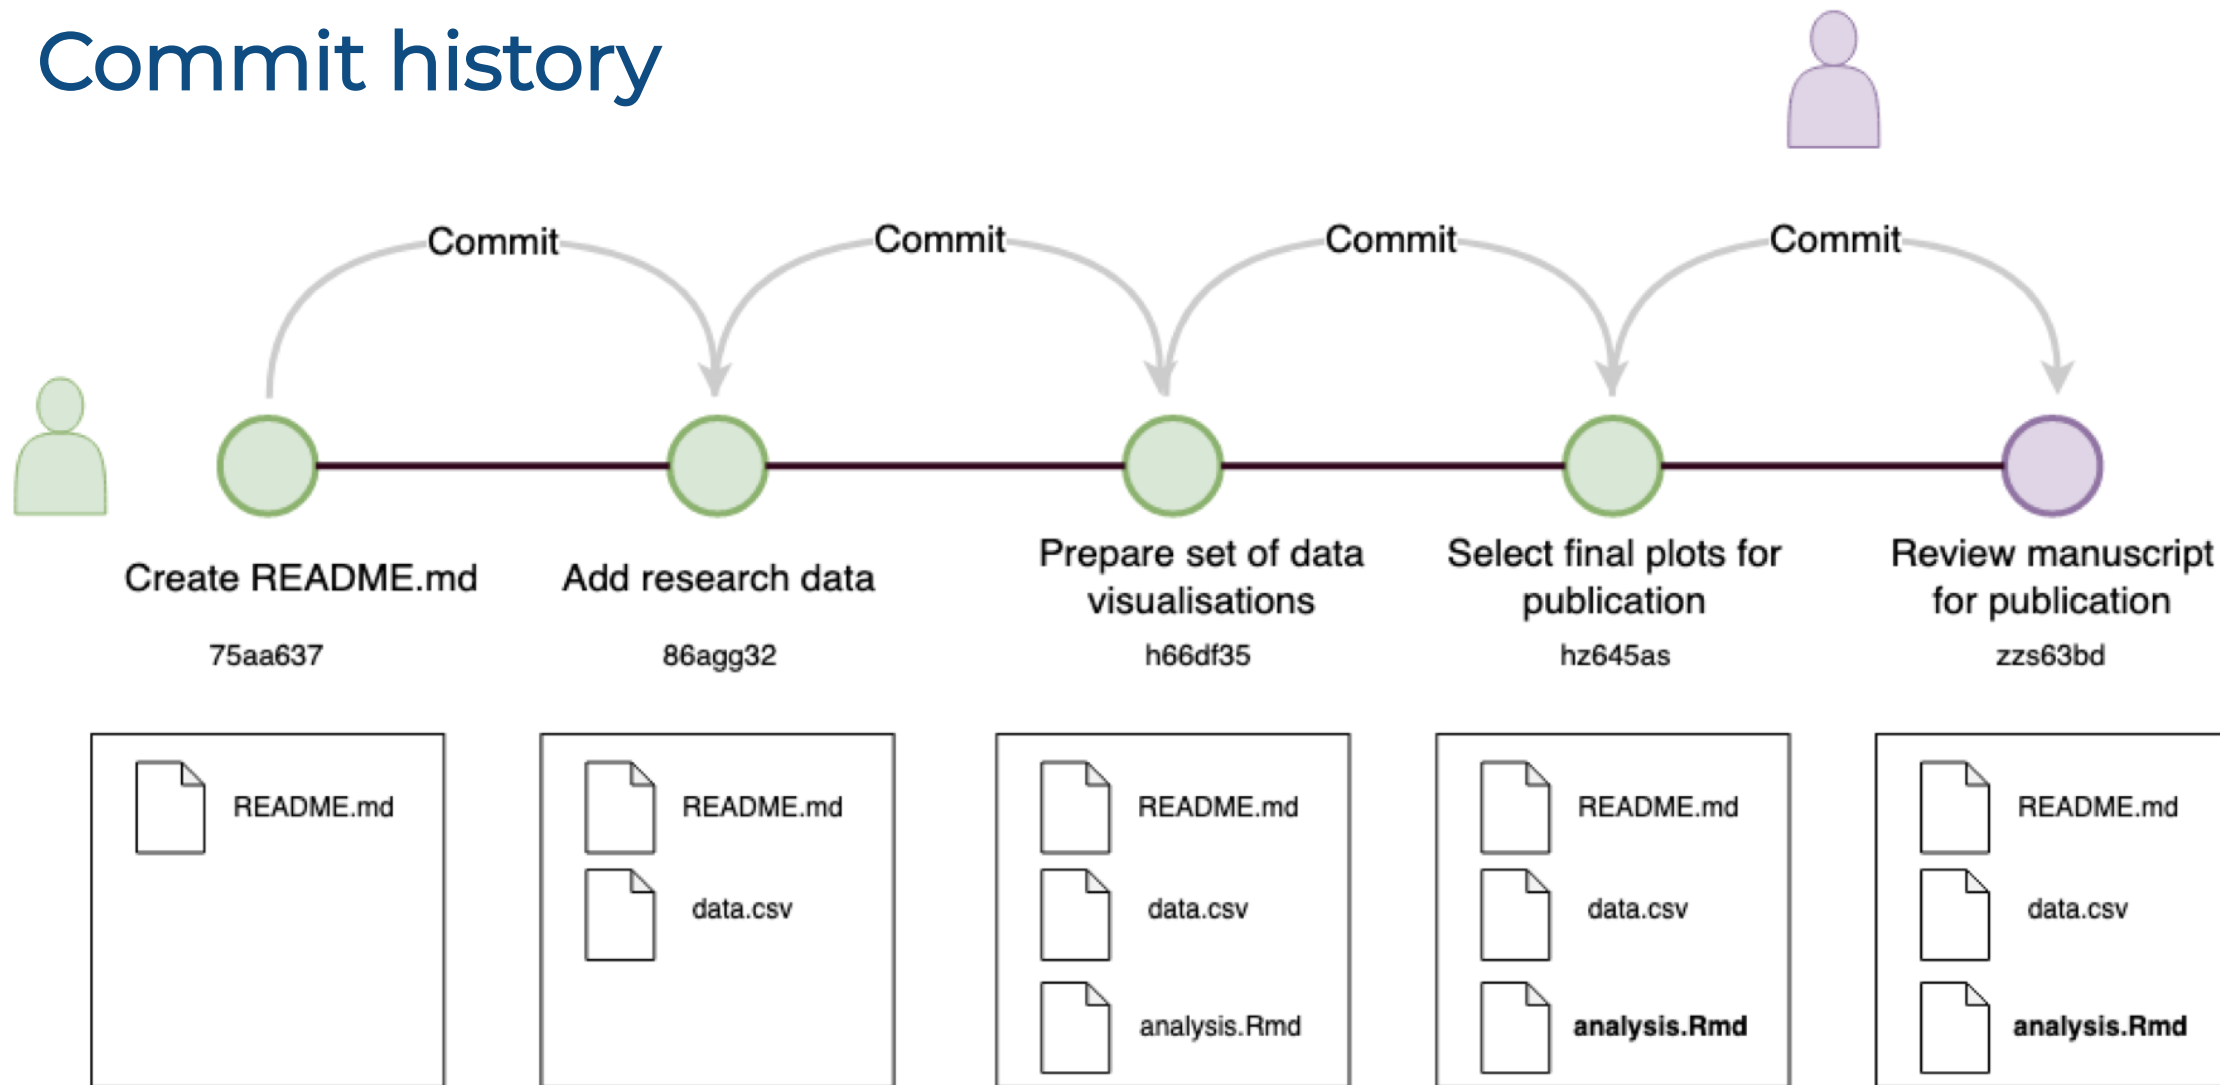 Commit history
Commit
Commit
Commit
Commit
Create README.md
Add research data
Prepare set of data
visualisations
Select final plots for
publication
Review manuscript
for publication
75aa637
86agg32
h66df35
hz645as
zzs63bd
README.md
README.md
data.csv
README.md
data.csv
analysis.Rmd
README.md
data.csv
analysis.Rmd
README.md
data.csv
analysis.Rmd